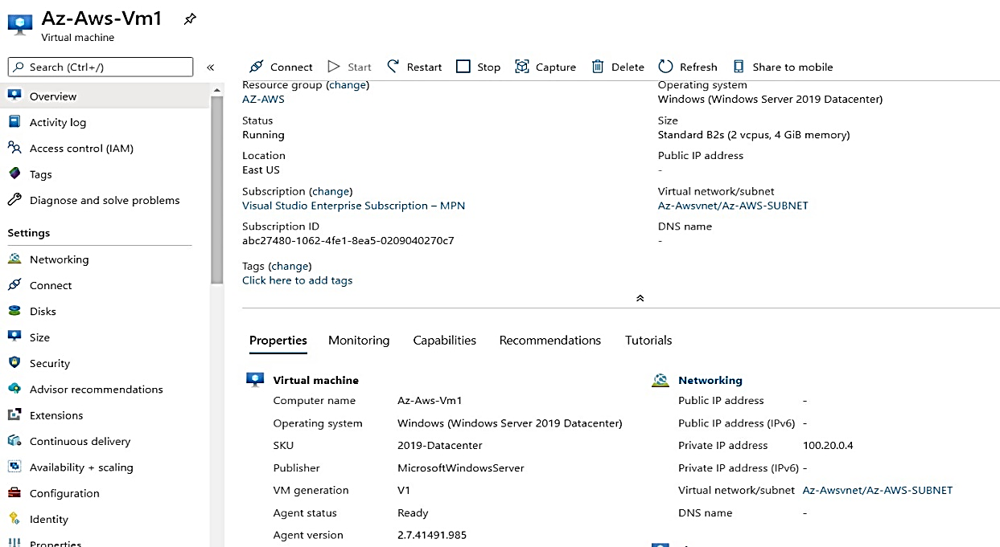 Az-Aws-Vm1
Virtual machine
Search (Ctrl+/)
«
Connect Start Restart Stop Capture Delete Refresh Share to mobile
Overview
Activity log
Access control (IAM)
Tags
Diagnose and solve problems
Settings
Networking
Connect
Disks
Size
Security
Advisor recommendations
Extensions
Continuous delivery
Availability + scaling
Configuration
Identity
Properties
Resource group (change)
AZ-AWS
Status
Running
Location
East US
Subscription (change)
Visual Studio Enterprise Subscription – MPN
Subscription ID
abc27480-1062-4fe1-8ea5-0209040270c7
Tags (change)
Click here to add tags
Operating system
Windows (Windows Server 2019 Datacenter)
Size
Standard B2s (2 vcpus, 4 GiB memory)
Public IP address
-
Virtual network/subnet
Az-Awsvnet/Az-AWS-SUBNET
DNS name
-
Properties Monitoring Capabilities Recommendations Tutorials
Virtual machine
Computer name Az-Aws-Vm1
Operating system Windows (Windows Server 2019 Datacenter)
SKU 2019-Datacenter
Publisher MicrosoftWindowsServer
VM generation V1
Agent status Ready
Agent version 2.7.41491.985
Networking
Public IP address -
Public IP address (IPv6) -
Private IP address 100.20.0.4
Private IP address (IPv6) -
Virtual network/subnet Az-Awsvnet/Az-AWS-SUBNET
DNS name -